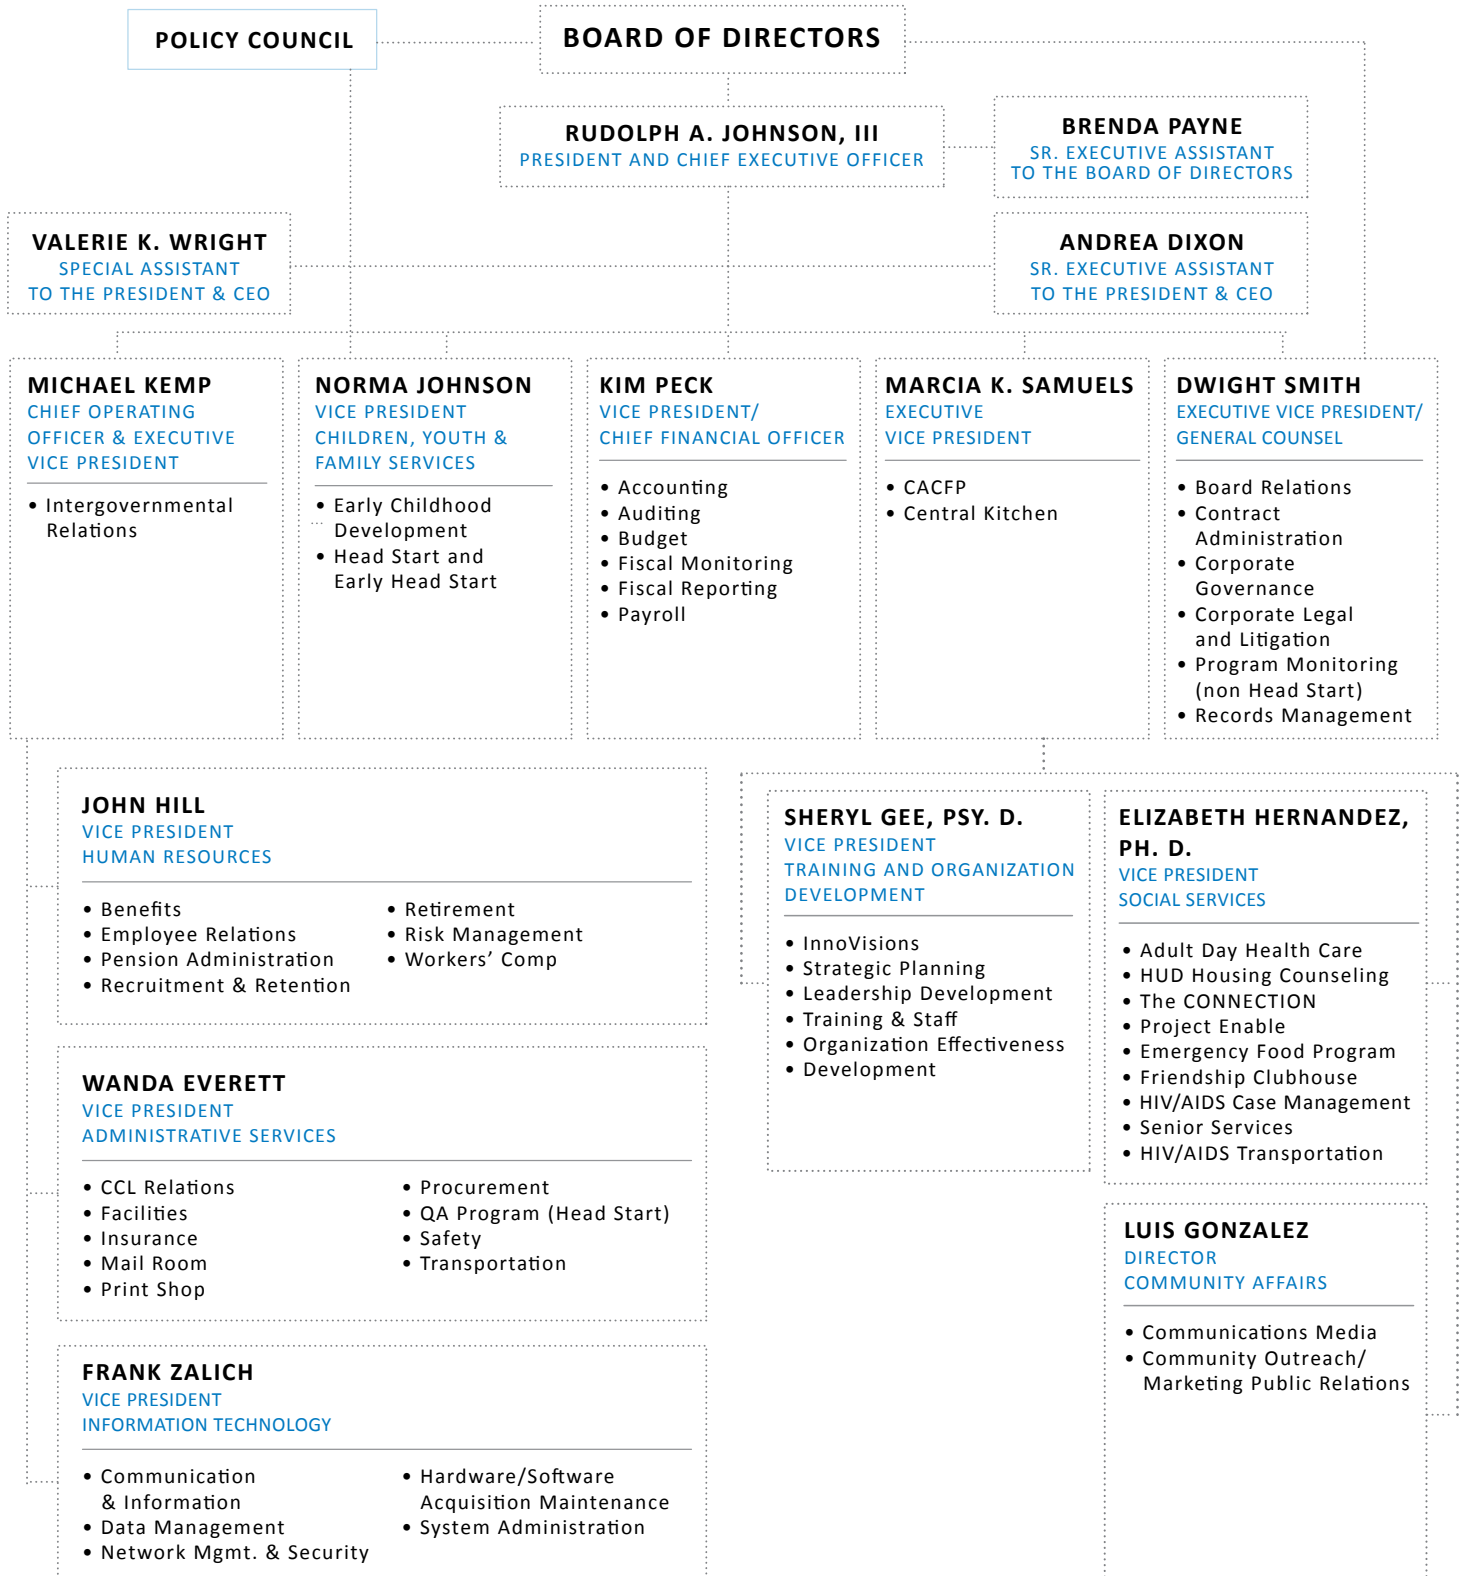 POLICY COUNCIL
BOARD OF DIRECTORS
RUDOLPH A. JOHNSON, III
PRESIDENT AND CHIEF EXECUTIVE OFFICER
BRENDA PAYNE
SR. EXECUTIVE ASSISTANT
TO THE BOARD OF DIRECTORS
VALERIE K. WRIGHT
SPECIAL ASSISTANT
TO THE PRESIDENT & CEO
ANDREA DIXON
SR. EXECUTIVE ASSISTANT
TO THE PRESIDENT & CEO
MICHAEL KEMP
CHIEF OPERATING
OFFICER & EXECUTIVE
VICE PRESIDENT
• Intergovernmental
Relations
NORMA JOHNSON
VICE PRESIDENT
CHILDREN, YOUTH &
FAMILY SERVICES
• Early Childhood
Development
• Head Start and
Early Head Start
KIM PECK
VICE PRESIDENT/
CHIEF FINANCIAL OFFICER
• Accounting
• Auditing
• Budget
• Fiscal Monitoring
• Fiscal Reporting
• Payroll
MARCIA K. SAMUELS
EXECUTIVE
VICE PRESIDENT
• CACFP
• Central Kitchen
DWIGHT SMITH
EXECUTIVE VICE PRESIDENT/
GENERAL COUNSEL
• Board Relations
• Contract
Administration
• Corporate
Governance
• Corporate Legal
and Litigation
• Program Monitoring
(non Head Start)
• Records Management
JOHN HILL
VICE PRESIDENT
HUMAN RESOURCES
• Benefits
• Employee Relations
• Pension Administration
• Recruitment & Retention
• Retirement
• Risk Management
• Workers’ Comp
WANDA EVERETT
VICE PRESIDENT
ADMINISTRATIVE SERVICES
• CCL Relations
• Facilities
• Insurance
• Mail Room
• Print Shop
• Procurement
• QA Program (Head Start)
• Safety
• Transportation
FRANK ZALICH
VICE PRESIDENT
INFORMATION TECHNOLOGY
• Communication
& Information
• Data Management
• Network Mgmt. & Security
• Hardware/Software
Acquisition Maintenance
• System Administration
SHERYL GEE, PSY. D.
VICE PRESIDENT
TRAINING AND ORGANIZATION
DEVELOPMENT
• InnoVisions
• Strategic Planning
• Leadership Development
• Training & Staff
• Organization Effectiveness
• Development
ELIZABETH HERNANDEZ,
PH. D.
VICE PRESIDENT
SOCIAL SERVICES
• Adult Day Health Care
• HUD Housing Counseling
• The CONNECTION
• Project Enable
• Emergency Food Program
• Friendship Clubhouse
• HIV/AIDS Case Management
• Senior Services
• HIV/AIDS Transportation
LUIS GONZALEZ
DIRECTOR
COMMUNITY AFFAIRS
• Communications Media
• Community Outreach/
Marketing Public Relations